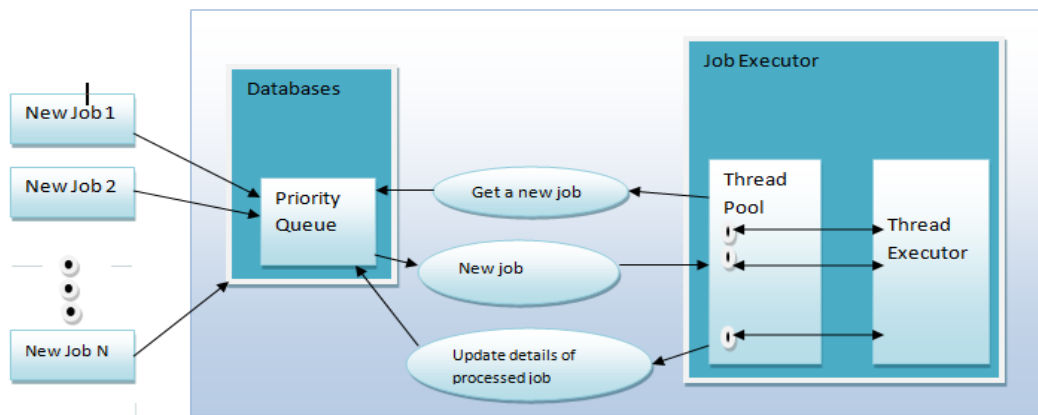 New Job 1
New Job 2
New Job N
Databases
Priority
Queue
Get a new job
New job
Update details of
processed job
Job Executor
Thread
Pool
Thread
Executor